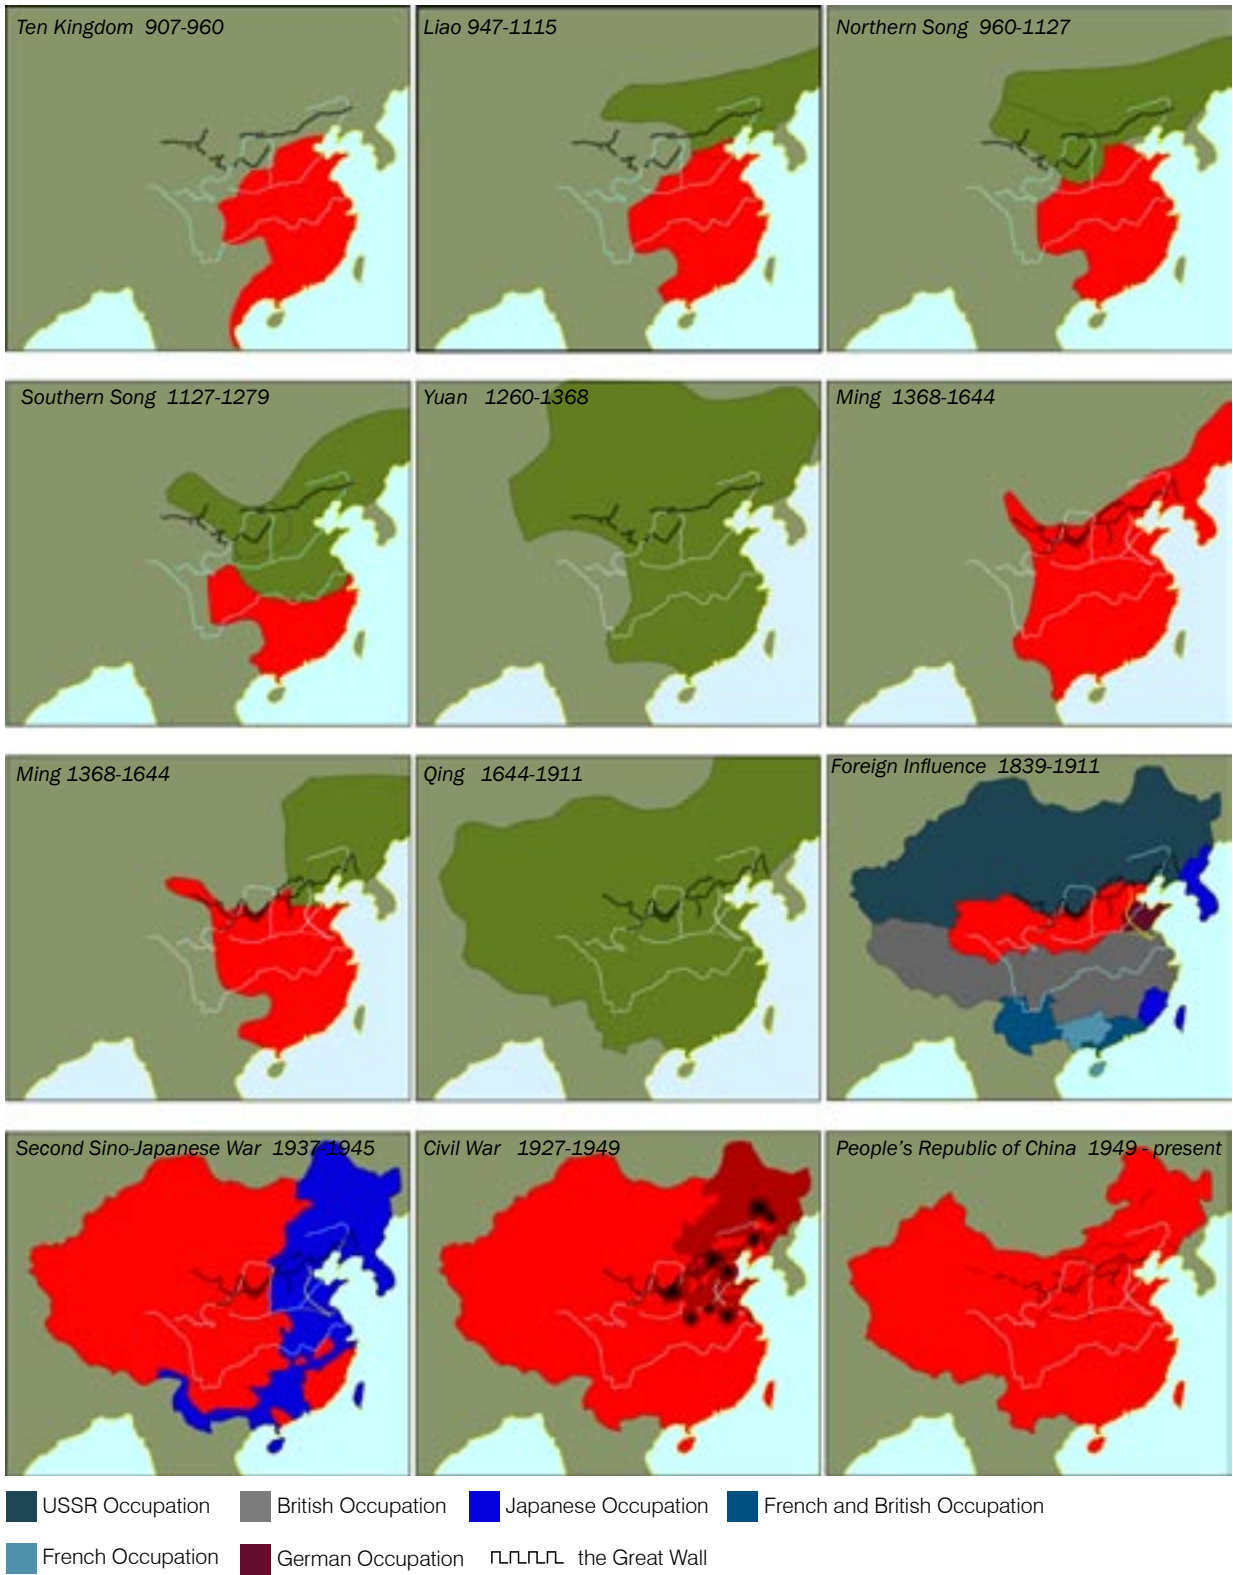 Ten Kingdom 907-960
Liao 947-1115
Northern Song 960-1127
Southern Song 1127-1279
Yuan 1260-1368
Ming 1368-1644
Ming 1368-1644
Qing 1644-1911
Foreign Influence 1839-1911
Second Sino-Japanese War 1937-1945
Civil War 1927-1949
People's Republic of China 1949 - present
USSR Occupation
British Occupation
Japanese Occupation
French and British Occupation
French Occupation
German Occupation
the Great Wall